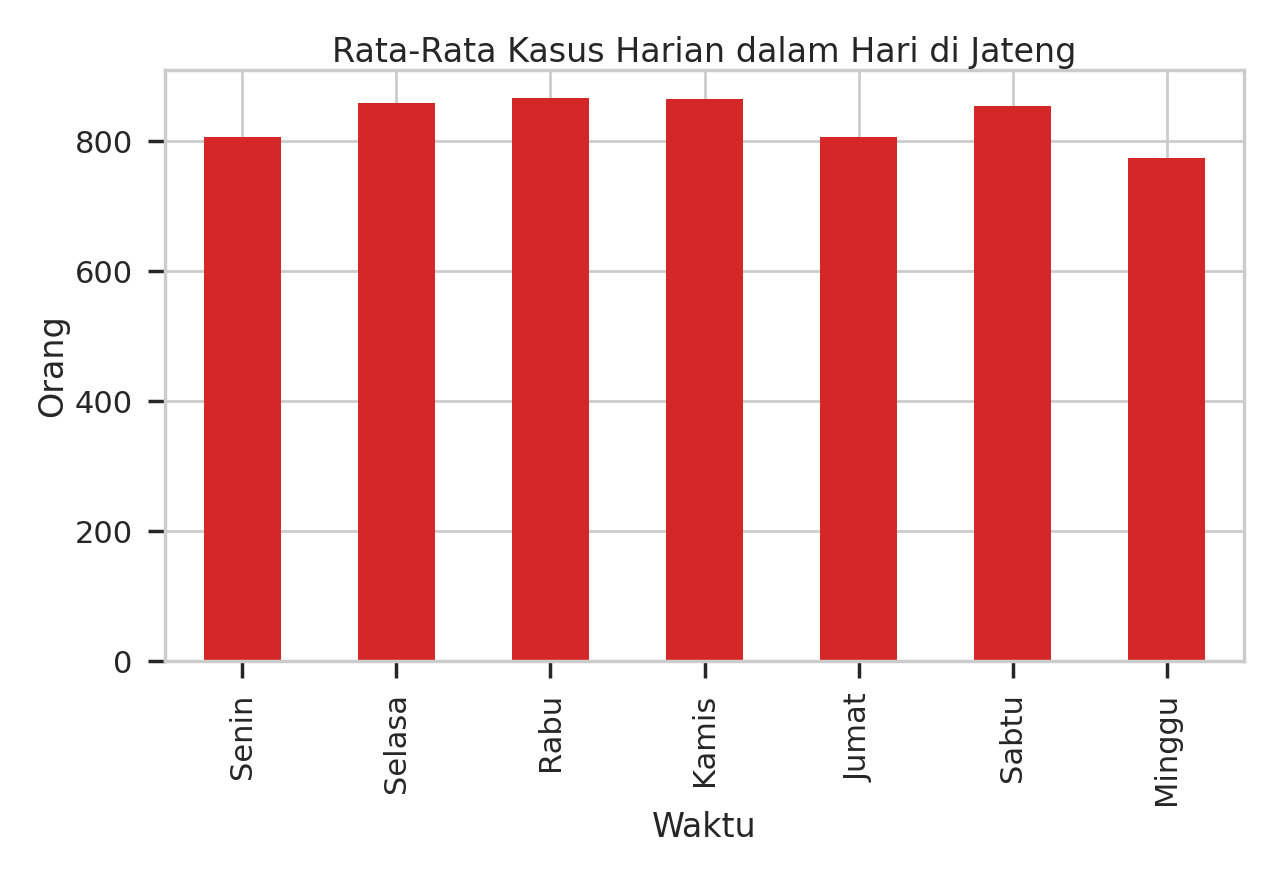 Rata-Rata Kasus Harian dalam Hari di Jateng
Orang
800
600
400
200
0
Senin
Selasa
Rabu
Kamis
Jumat
Sabtu
Minggu
Waktu